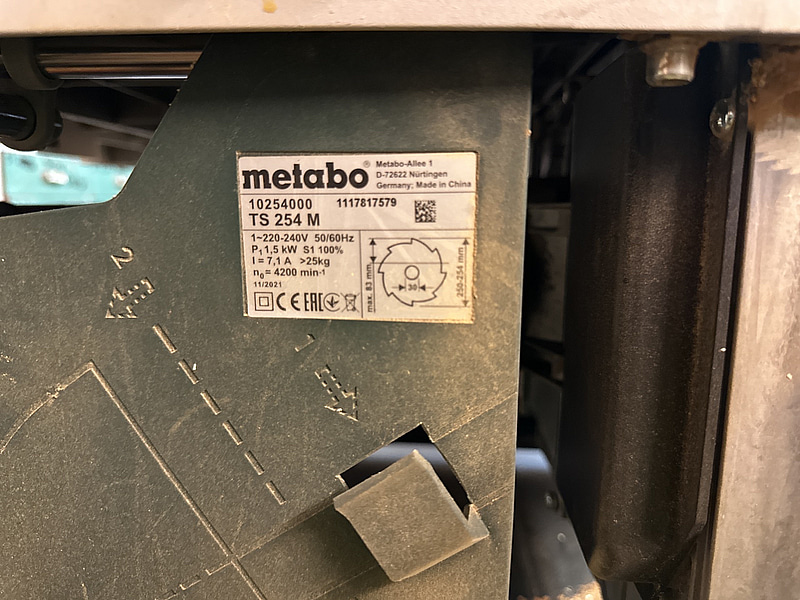 metabo®
Metabo-Allee 1
D-72622 Nürtingen
Germany; Made in China
10254000 1117817579
TS 254 M
1~220-240V 50/60Hz
P₁ 1,5 kW S1 100%
I = 7,1 A >25kg
n₀ = 4200 min-¹
11/2021
CE EAC
max. 83 mm
30
250-254 mm
2
1